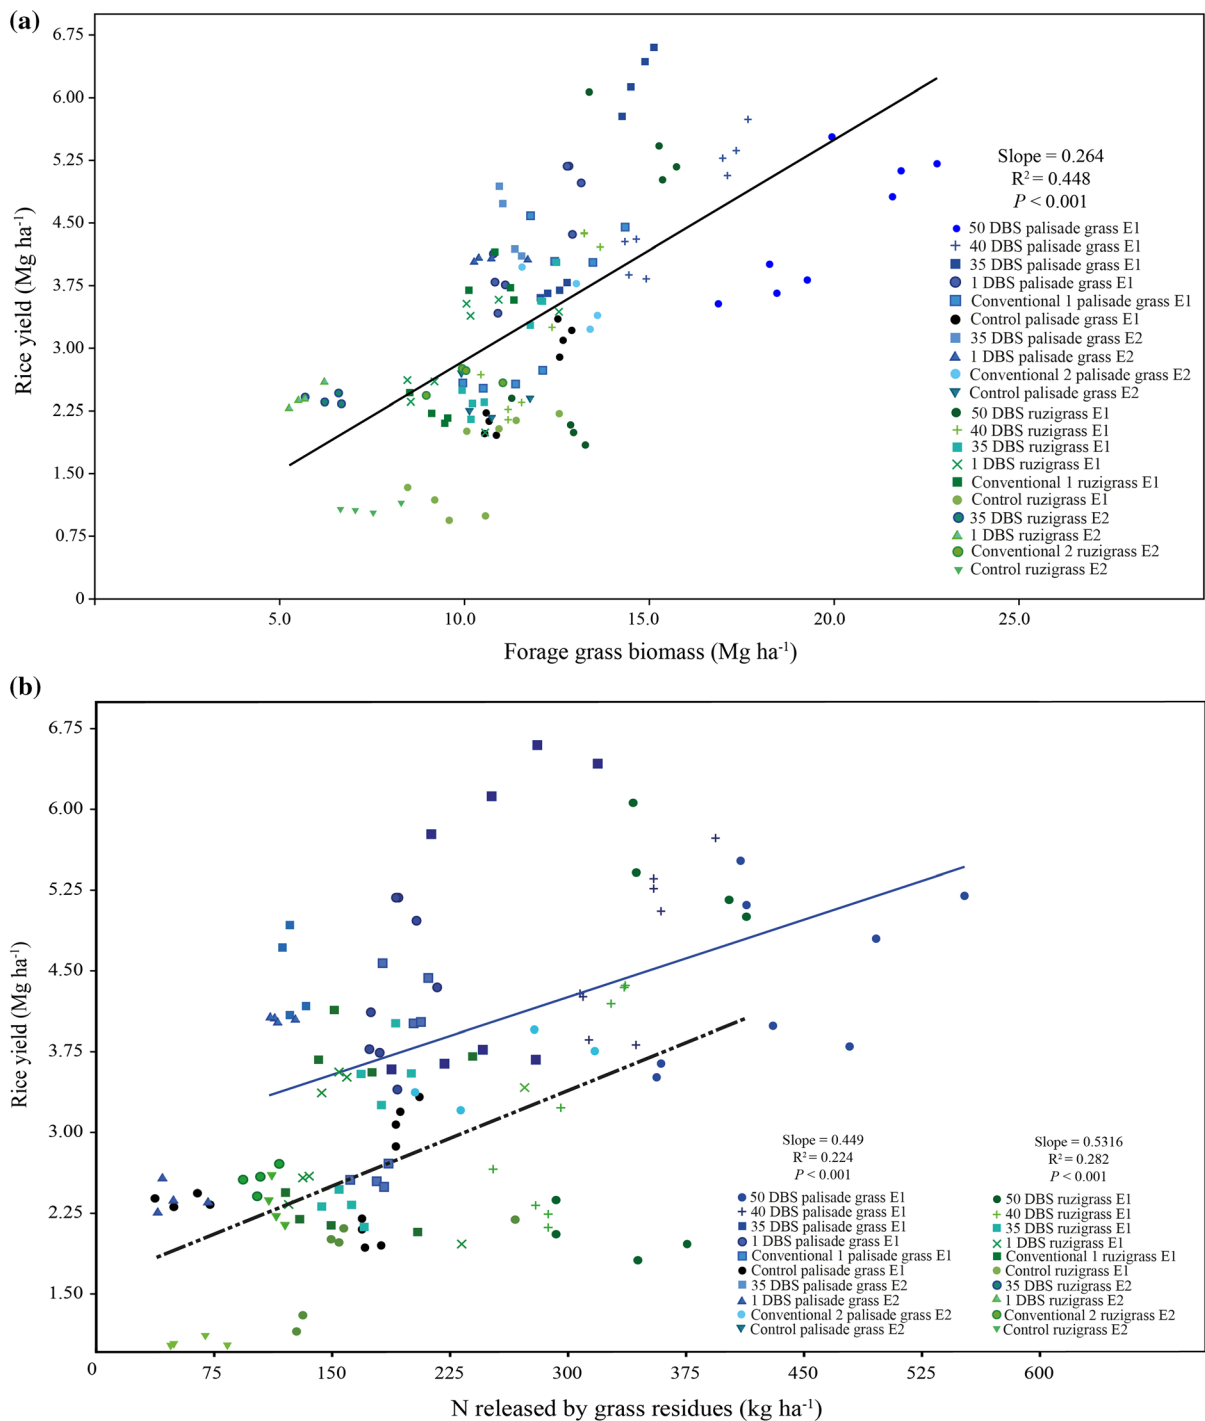 (a)
6.75
6.00
5.25
4.50
3.75
3.00
2.25
1.50
0.75
0
Rice yield (Mg ha-1)
Slope = 0.264
R2 = 0.448
P < 0.001
50 DBS palisade grass E1
40 DBS palisade grass E1
35 DBS palisade grass E1
1 DBS palisade grass E1
Conventional 1 palisade grass E1
Control palisade grass E1
35 DBS palisade grass E2
1 DBS palisade grass E2
Conventional 2 palisade grass E2
Control palisade grass E2
50 DBS ruzigrass E1
40 DBS ruzigrass E1
35 DBS ruzigrass E1
1 DBS ruzigrass E1
Conventional 1 ruzigrass E1
Control ruzigrass E1
35 DBS ruzigrass E2
1 DBS ruzigrass E2
Conventional 2 ruzigrass E2
Control ruzigrass E2
5.0 10.0 15.0 20.0 25.0
Forage grass biomass (Mg ha-1)
(b)
6.75
6.00
5.25
4.50
3.75
3.00
2.25
1.50
Rice yield (Mg ha-1)
Slope = 0.449
R2 = 0.224
P < 0.001
50 DBS palisade grass E1
40 DBS palisade grass E1
35 DBS palisade grass E1
1 DBS palisade grass E1
Conventional 1 palisade grass E1
Control palisade grass E1
35 DBS palisade grass E2
1 DBS palisade grass E2
Conventional 2 palisade grass E2
Control palisade grass E2
Slope = 0.5316
R2 = 0.282
P < 0.001
50 DBS ruzigrass E1
40 DBS ruzigrass E1
35 DBS ruzigrass E1
1 DBS ruzigrass E1
Conventional 1 ruzigrass E1
Control ruzigrass E1
35 DBS ruzigrass E2
1 DBS ruzigrass E2
Conventional 2 ruzigrass E2
Control ruzigrass E2
0 75 150 225 300 375 450 525 600
N released by grass residues (kg ha-1)